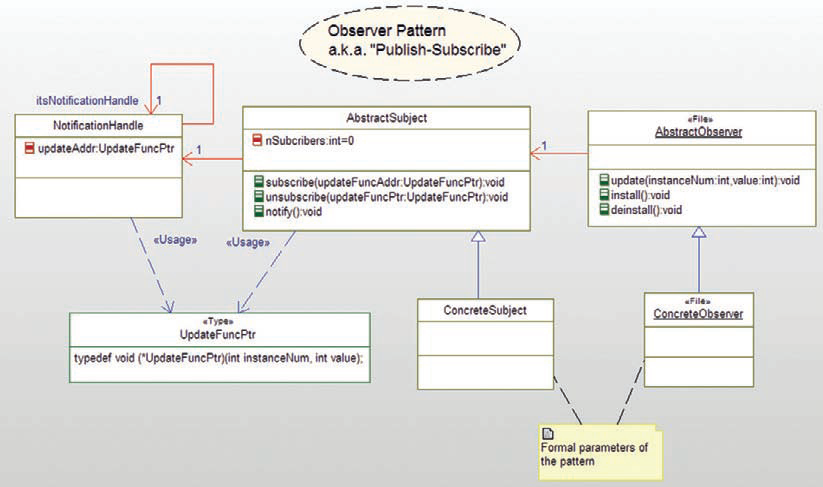 Observer Pattern
a.k.a. "Publish-Subscribe"
itsNotificationHandle
1
NotificationHandle
updateAddr:UpdateFuncPtr
1
AbstractSubject
nSubcribers:int=0
subscribe(updateFuncAddr:UpdateFuncPtr):void
unsubscribe(updateFuncPtr:UpdateFuncPtr):void
notify():void
1
«File»
AbstractObserver
update(instanceNum:int,value:int):void
install():void
deinstall():void
«Usage»
«Usage»
«Type»
UpdateFuncPtr
typedef void (*UpdateFuncPtr)(int instanceNum, int value);
ConcreteSubject
«File»
ConcreteObserver
Formal parameters of
the pattern